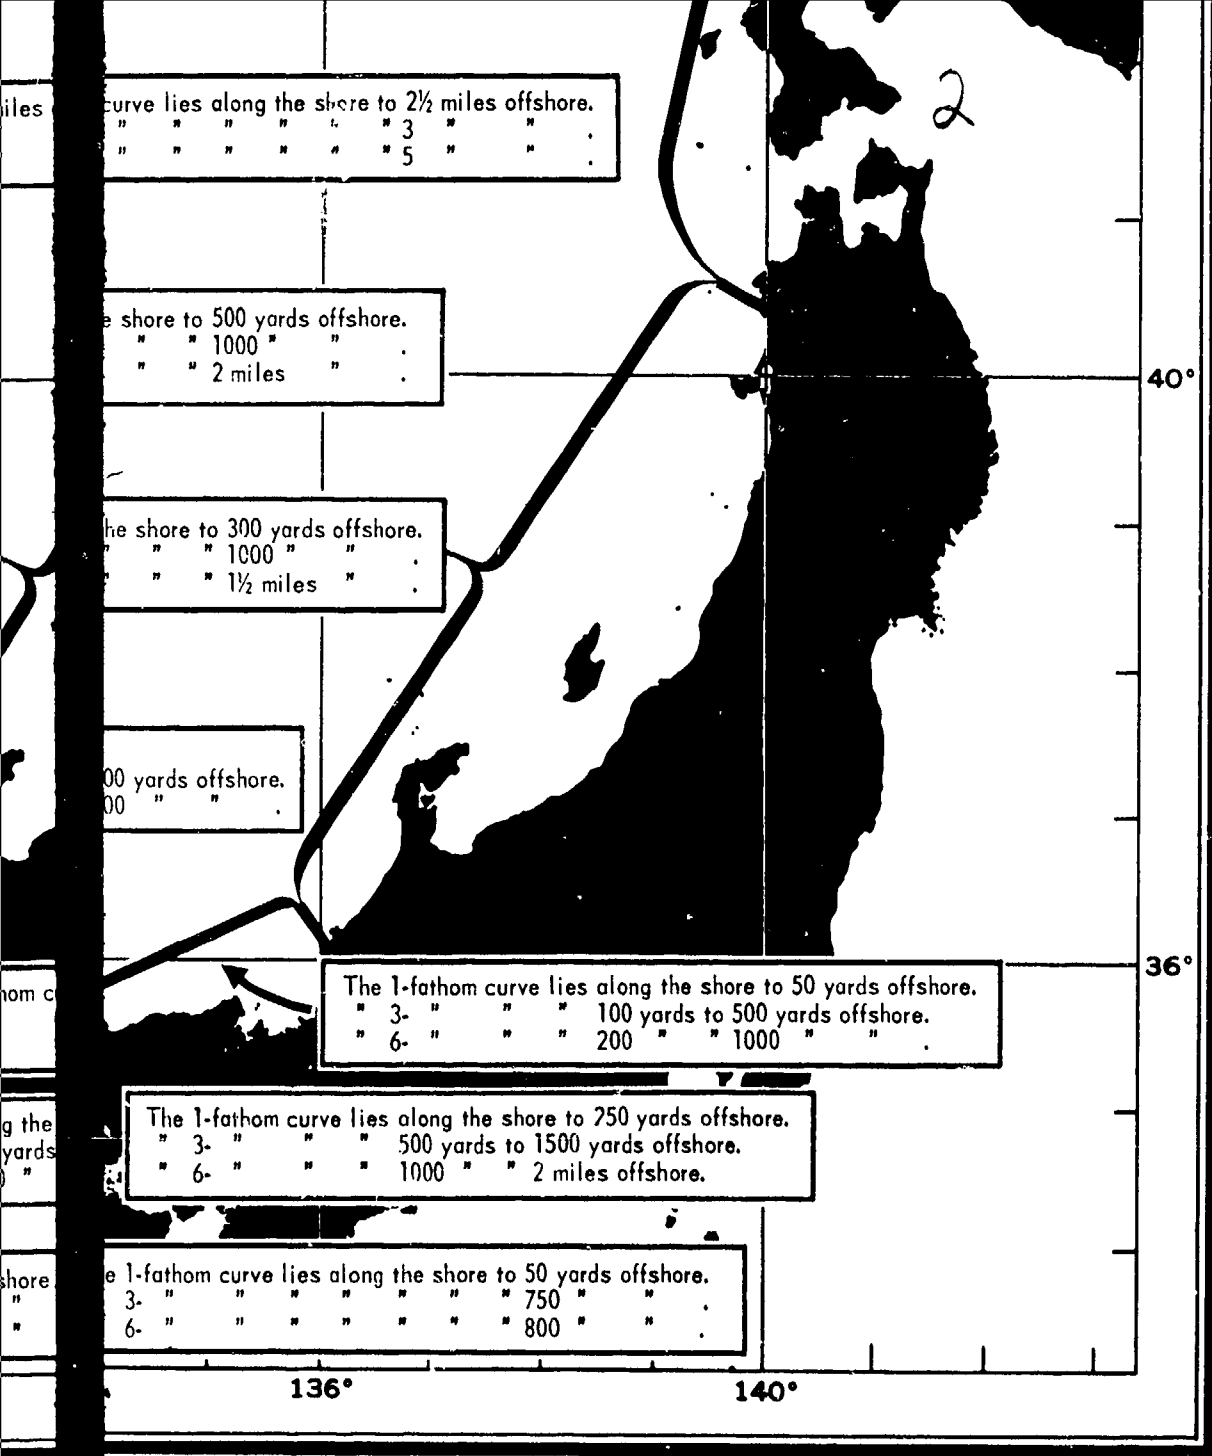 2
iles
curve lies along the shore to 2½ miles offshore.
" " " " " " 3 " " .
" " " " " " 5 " " .
e shore to 500 yards offshore.
" " 1000 " " .
" " 2 miles " .
40°
he shore to 300 yards offshore.
" " " 1000 " " .
" " " 1½ miles " .
00 yards offshore.
00 " " .
36°
hom c
The 1-fathom curve lies along the shore to 50 yards offshore.
" 3- " " " 100 yards to 500 yards offshore.
" 6- " " " 200 " " 1000 " " .
g the
yards
) "
The 1-fathom curve lies along the shore to 750 yards offshore.
" 3- " " " 500 yards to 1500 yards offshore.
" 6- " " " 1000 " " 2 miles offshore.
shore.
"
"
e 1-fathom curve lies along the shore to 50 yards offshore.
3- " " " " " " " 750 " " .
6- " " " " " " " 800 " " .
136° 140°